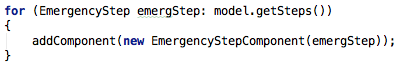 for (EmergencyStep emergStep: model.getSteps())
{
addComponent(new EmergencyStepComponent(emergStep));
}